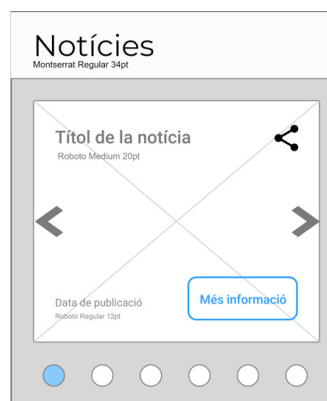 Notícies
Montserrat Regular 34pt
Títol de la notícia
Roboto Medium 20pt
Data de publicació
Roboto Regular 12pt
Més informació